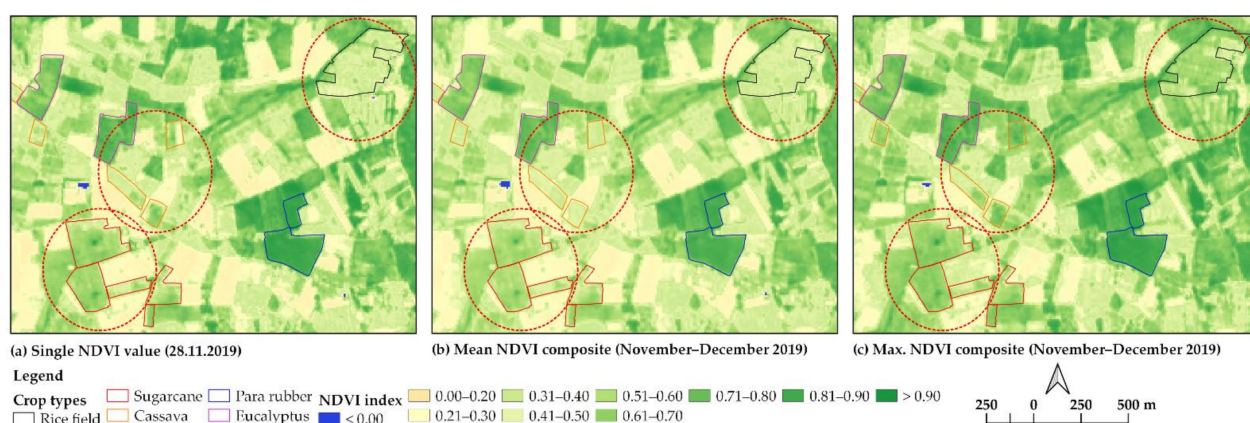 (a) Single NDVI value (28.11.2019)
(b) Mean NDVI composite (November–December 2019)
(c) Max. NDVI composite (November–December 2019)
Legend
Crop types
Rice field
Sugarcane
Cassava
Para rubber
Eucalyptus
NDVI index
< 0.00
0.00–0.20
0.21–0.30
0.31–0.40
0.41–0.50
0.51–0.60
0.61–0.70
0.71–0.80
0.81–0.90
> 0.90
250 0 250 500 m